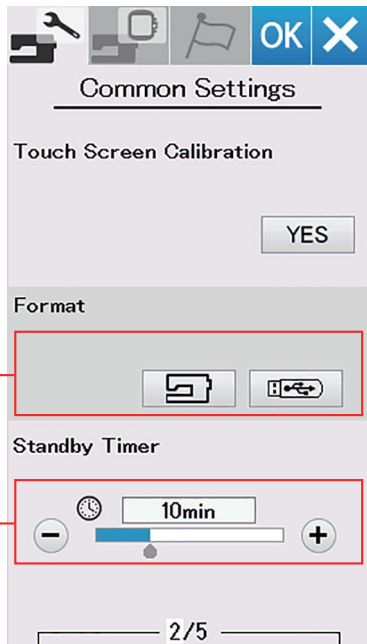 OK
Common Settings
Touch Screen Calibration
YES
Format
Standby Timer
10min
2/5